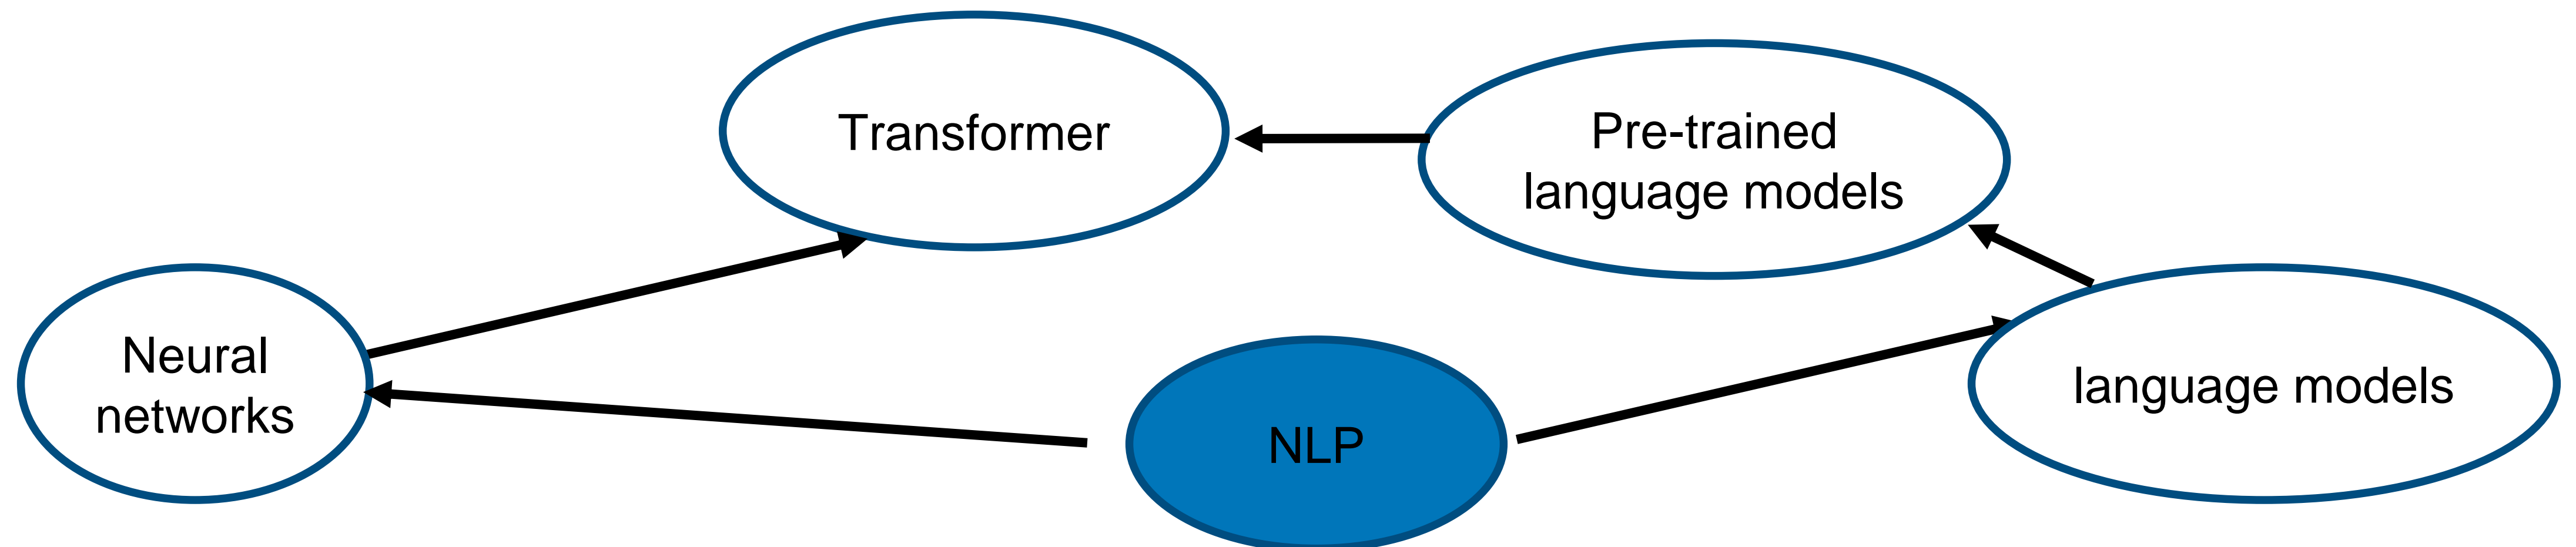 Transformer
Pre-trained
language models
Neural
networks
language models
NLP